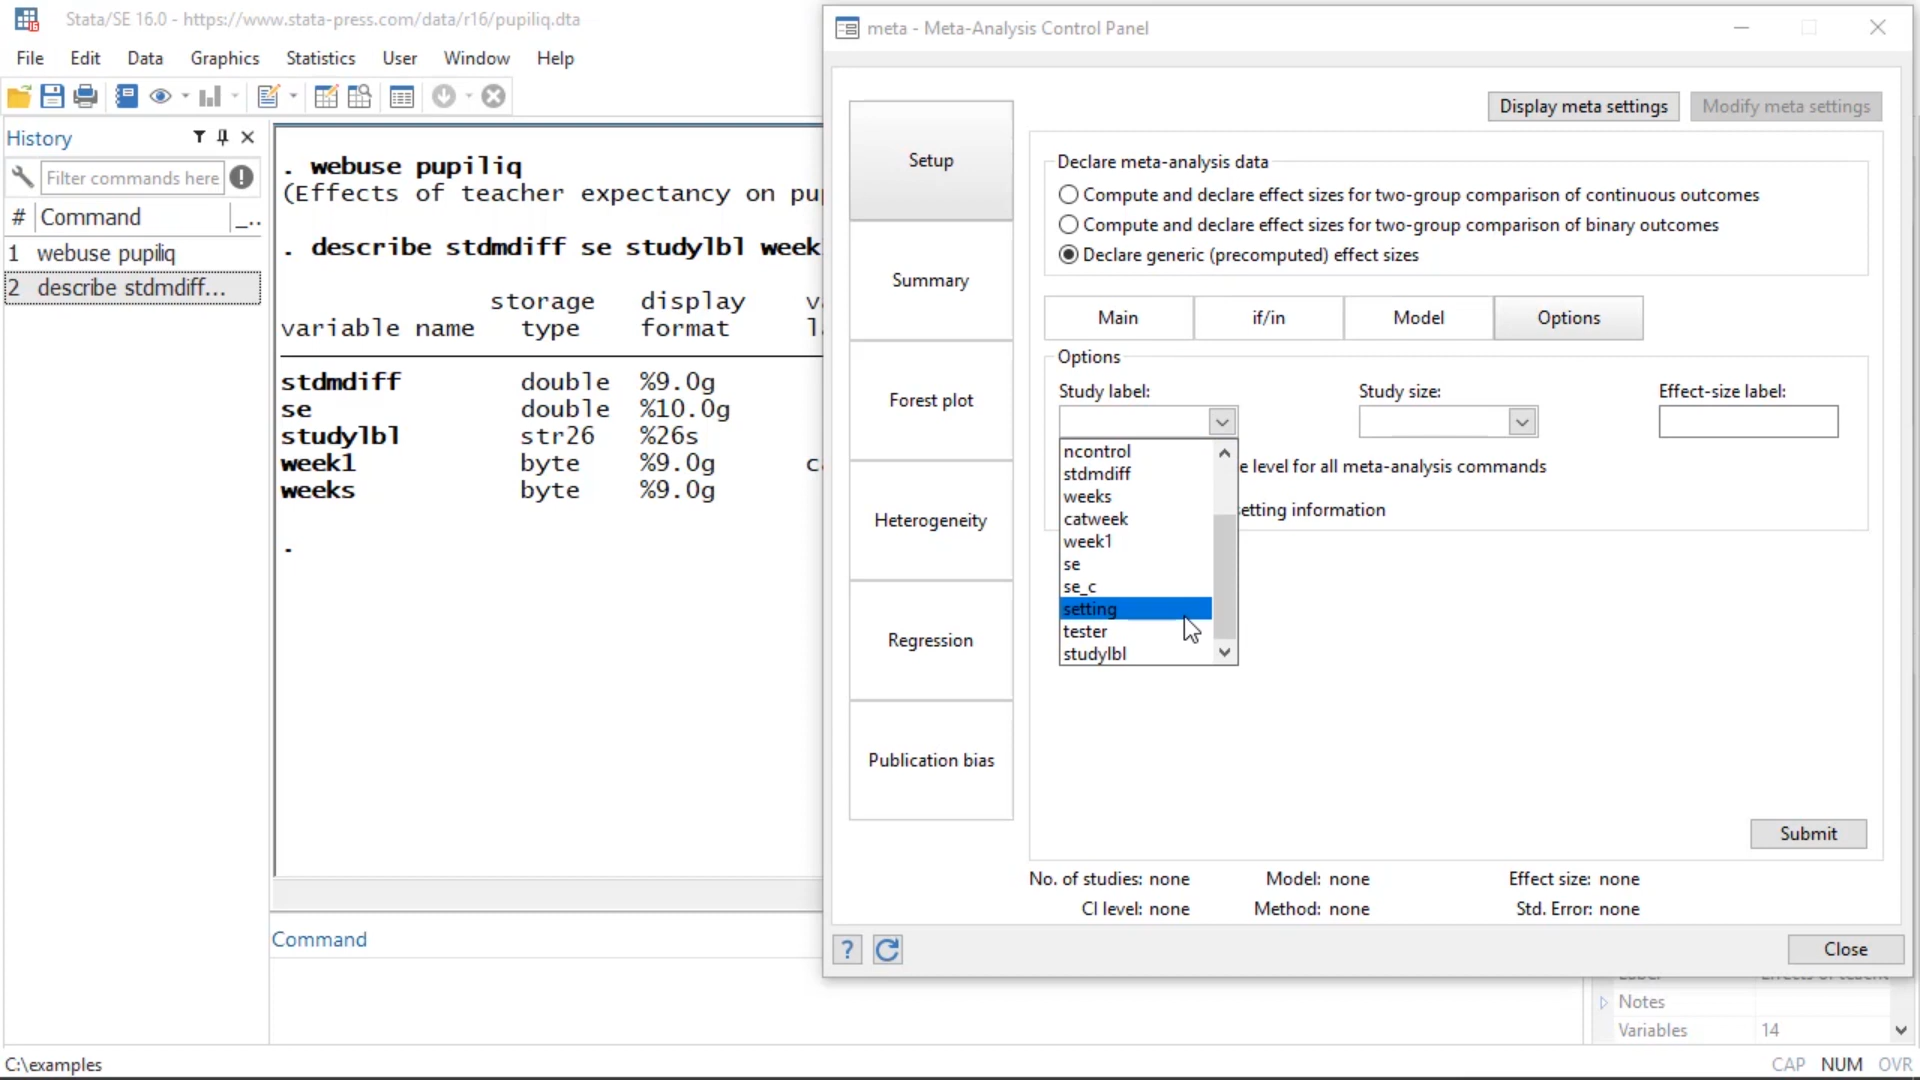 Stata/SE 16.0 - https://www.stata-press.com/data/r16/pupiliq.dta
File Edit Data Graphics Statistics User Window Help
History
Filter commands here
# Command _..
1 webuse pupiliq
2 describe stdmdiff...
. webuse pupiliq
(Effects of teacher expectancy on pu
. describe stdmdiff se studylbl week
storage display v
variable name type format l
stdmdiff double %9.0g
se double %10.0g
studylbl str26 %26s
week1 byte %9.0g c
weeks byte %9.0g
.
Command
C:\examples
meta - Meta-Analysis Control Panel
Display meta settings Modify meta settings
Setup
Summary
Forest plot
Heterogeneity
Regression
Publication bias
Declare meta-analysis data
Compute and declare effect sizes for two-group comparison of continuous outcomes
Compute and declare effect sizes for two-group comparison of binary outcomes
Declare generic (precomputed) effect sizes
Main if/in Model Options
Options
Study label: Study size: Effect-size label:
ncontrol
stdmdiff
weeks
catweek
week1
se
se_c
setting
tester
studylbl
e level for all meta-analysis commands
etting information
Submit
No. of studies: none Model: none Effect size: none
CI level: none Method: none Std. Error: none
? Close
Notes
Variables 14
CAP NUM OVR